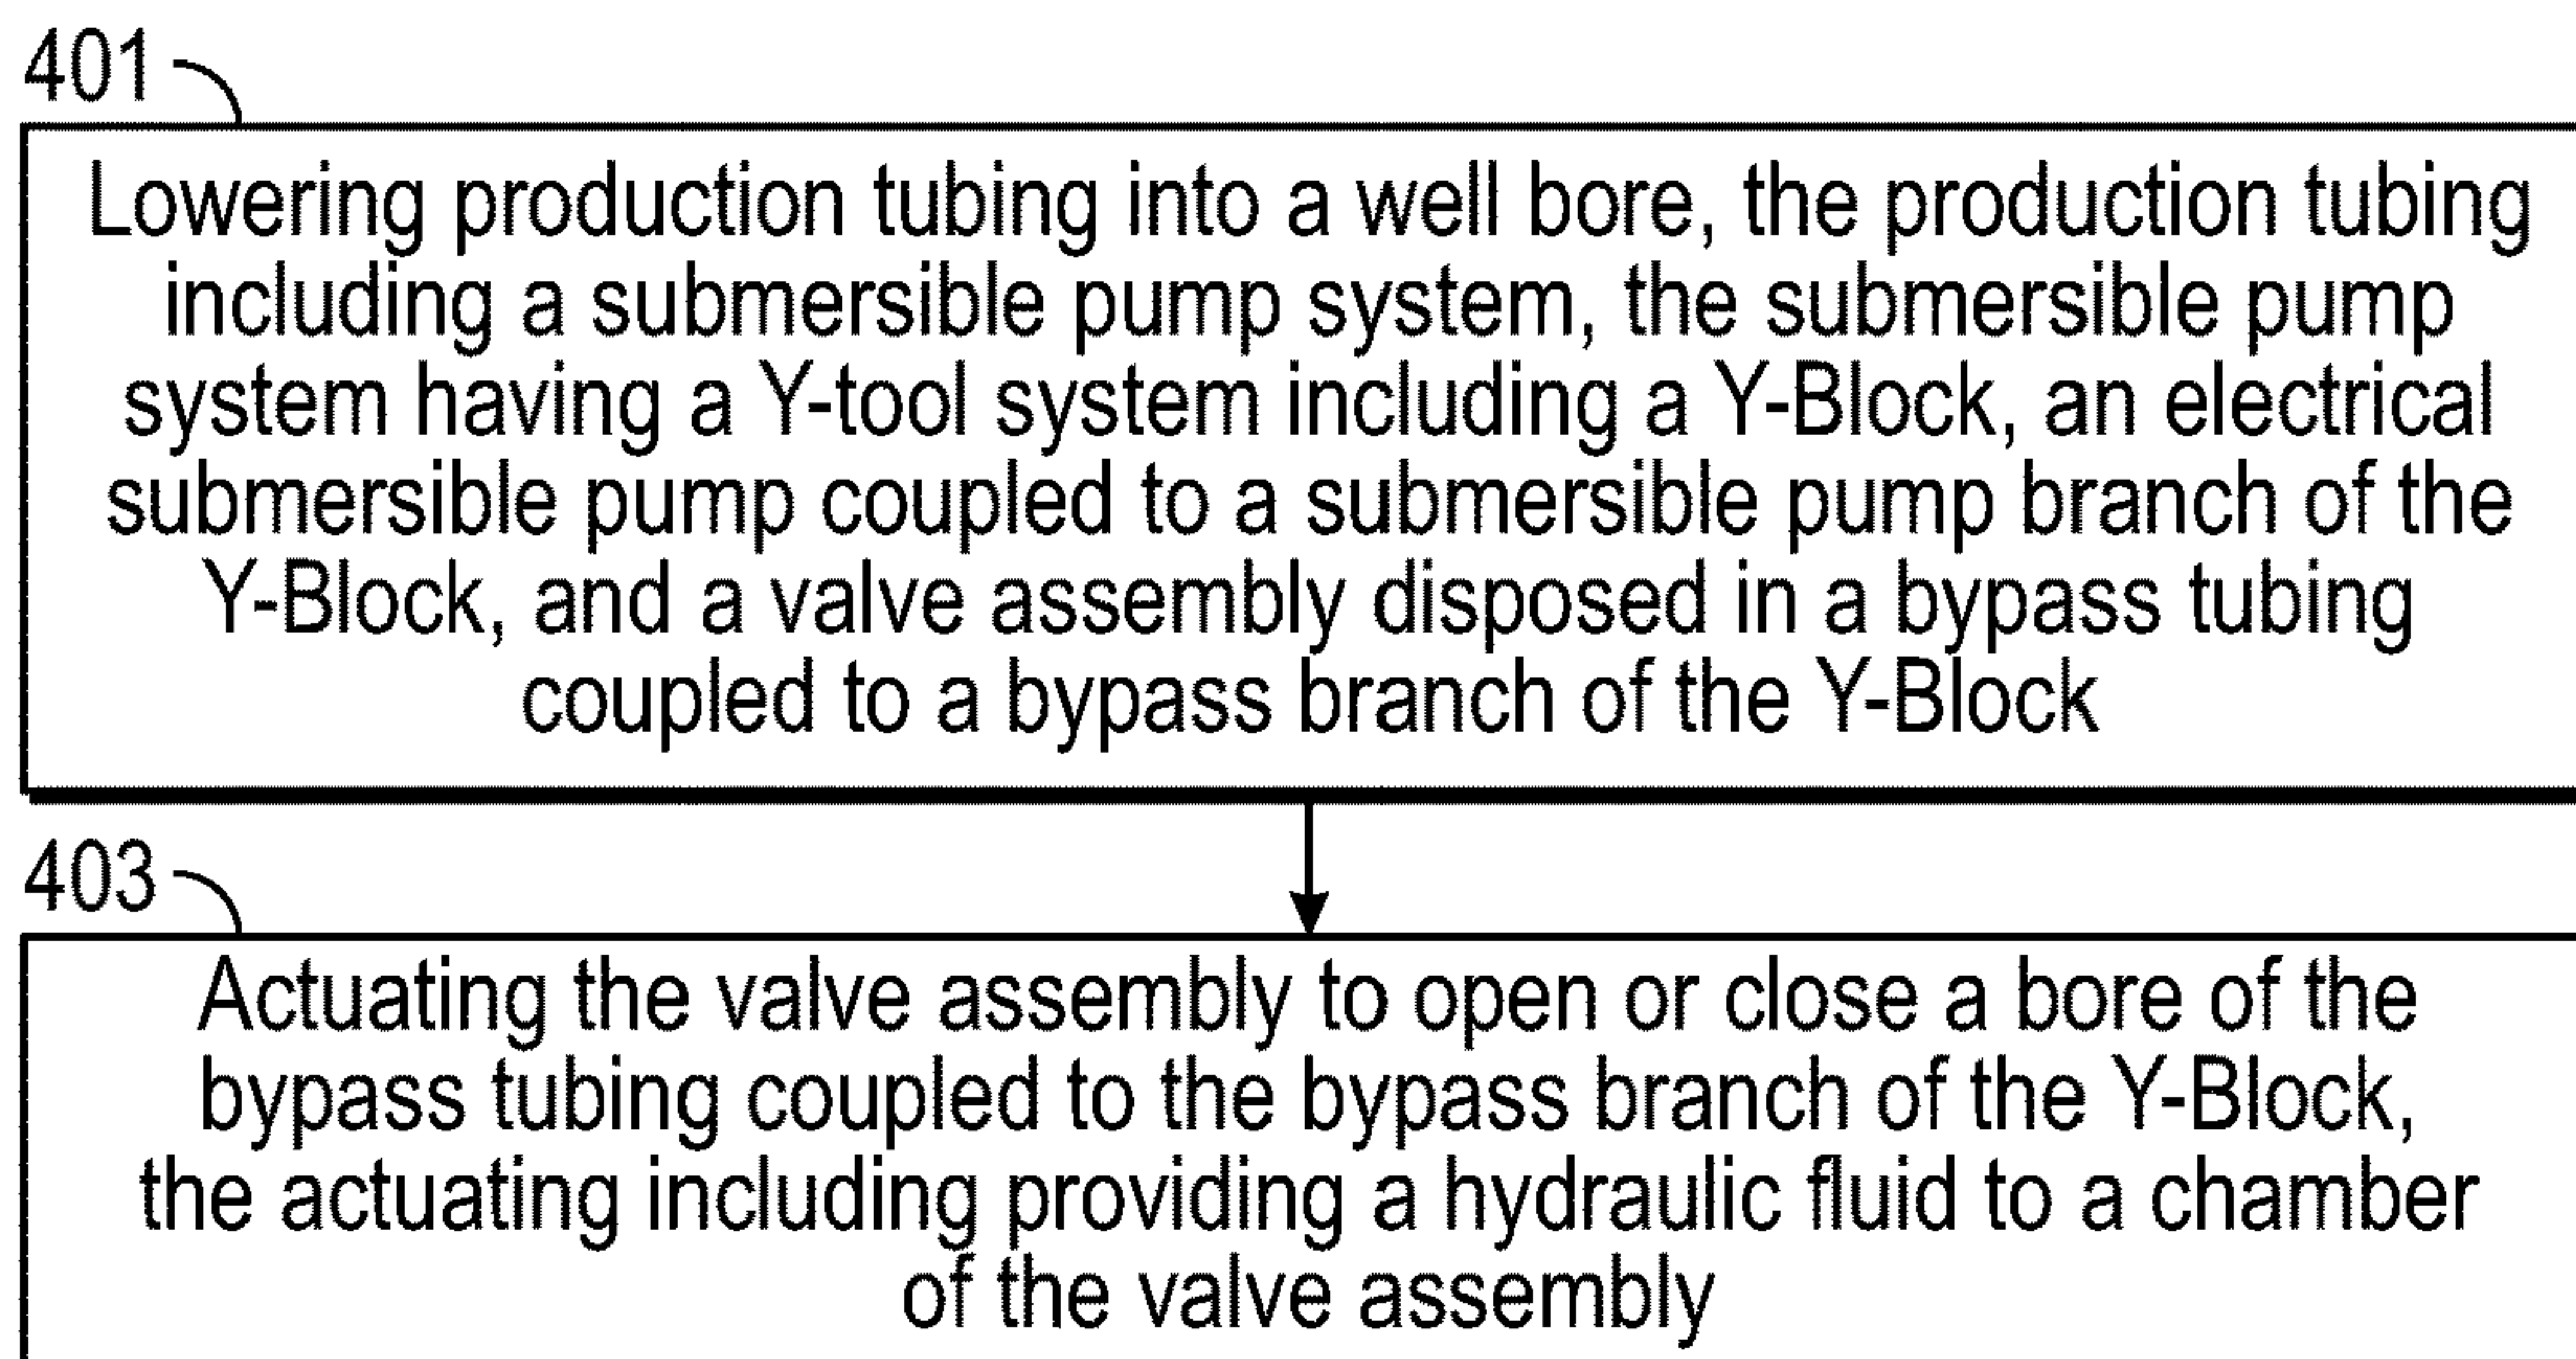 401
Lowering production tubing into a well bore, the production tubing
including a submersible pump system, the submersible pump
system having a Y-tool system including a Y-Block, an electrical
submersible pump coupled to a submersible pump branch of the
Y-Block, and a valve assembly disposed in a bypass tubing
coupled to a bypass branch of the Y-Block
403
Actuating the valve assembly to open or close a bore of the
bypass tubing coupled to the bypass branch of the Y-Block,
the actuating including providing a hydraulic fluid to a chamber
of the valve assembly